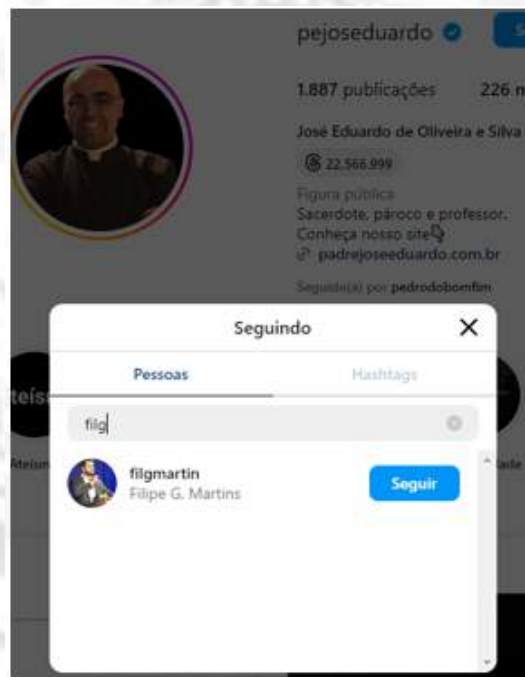 pejoseduardo
1.887 publicações 226 m
José Eduardo de Oliveira e Silva
22.566.999
Figura pública
Sacerdote, pároco e professor.
Conheça nosso site
padrejoseeduardo.com.br
Seguido(a) por pedrodobomfim
Seguindo
Pessoas Hashtags
filg
filgmartin
Filipe G. Martins
Seguir